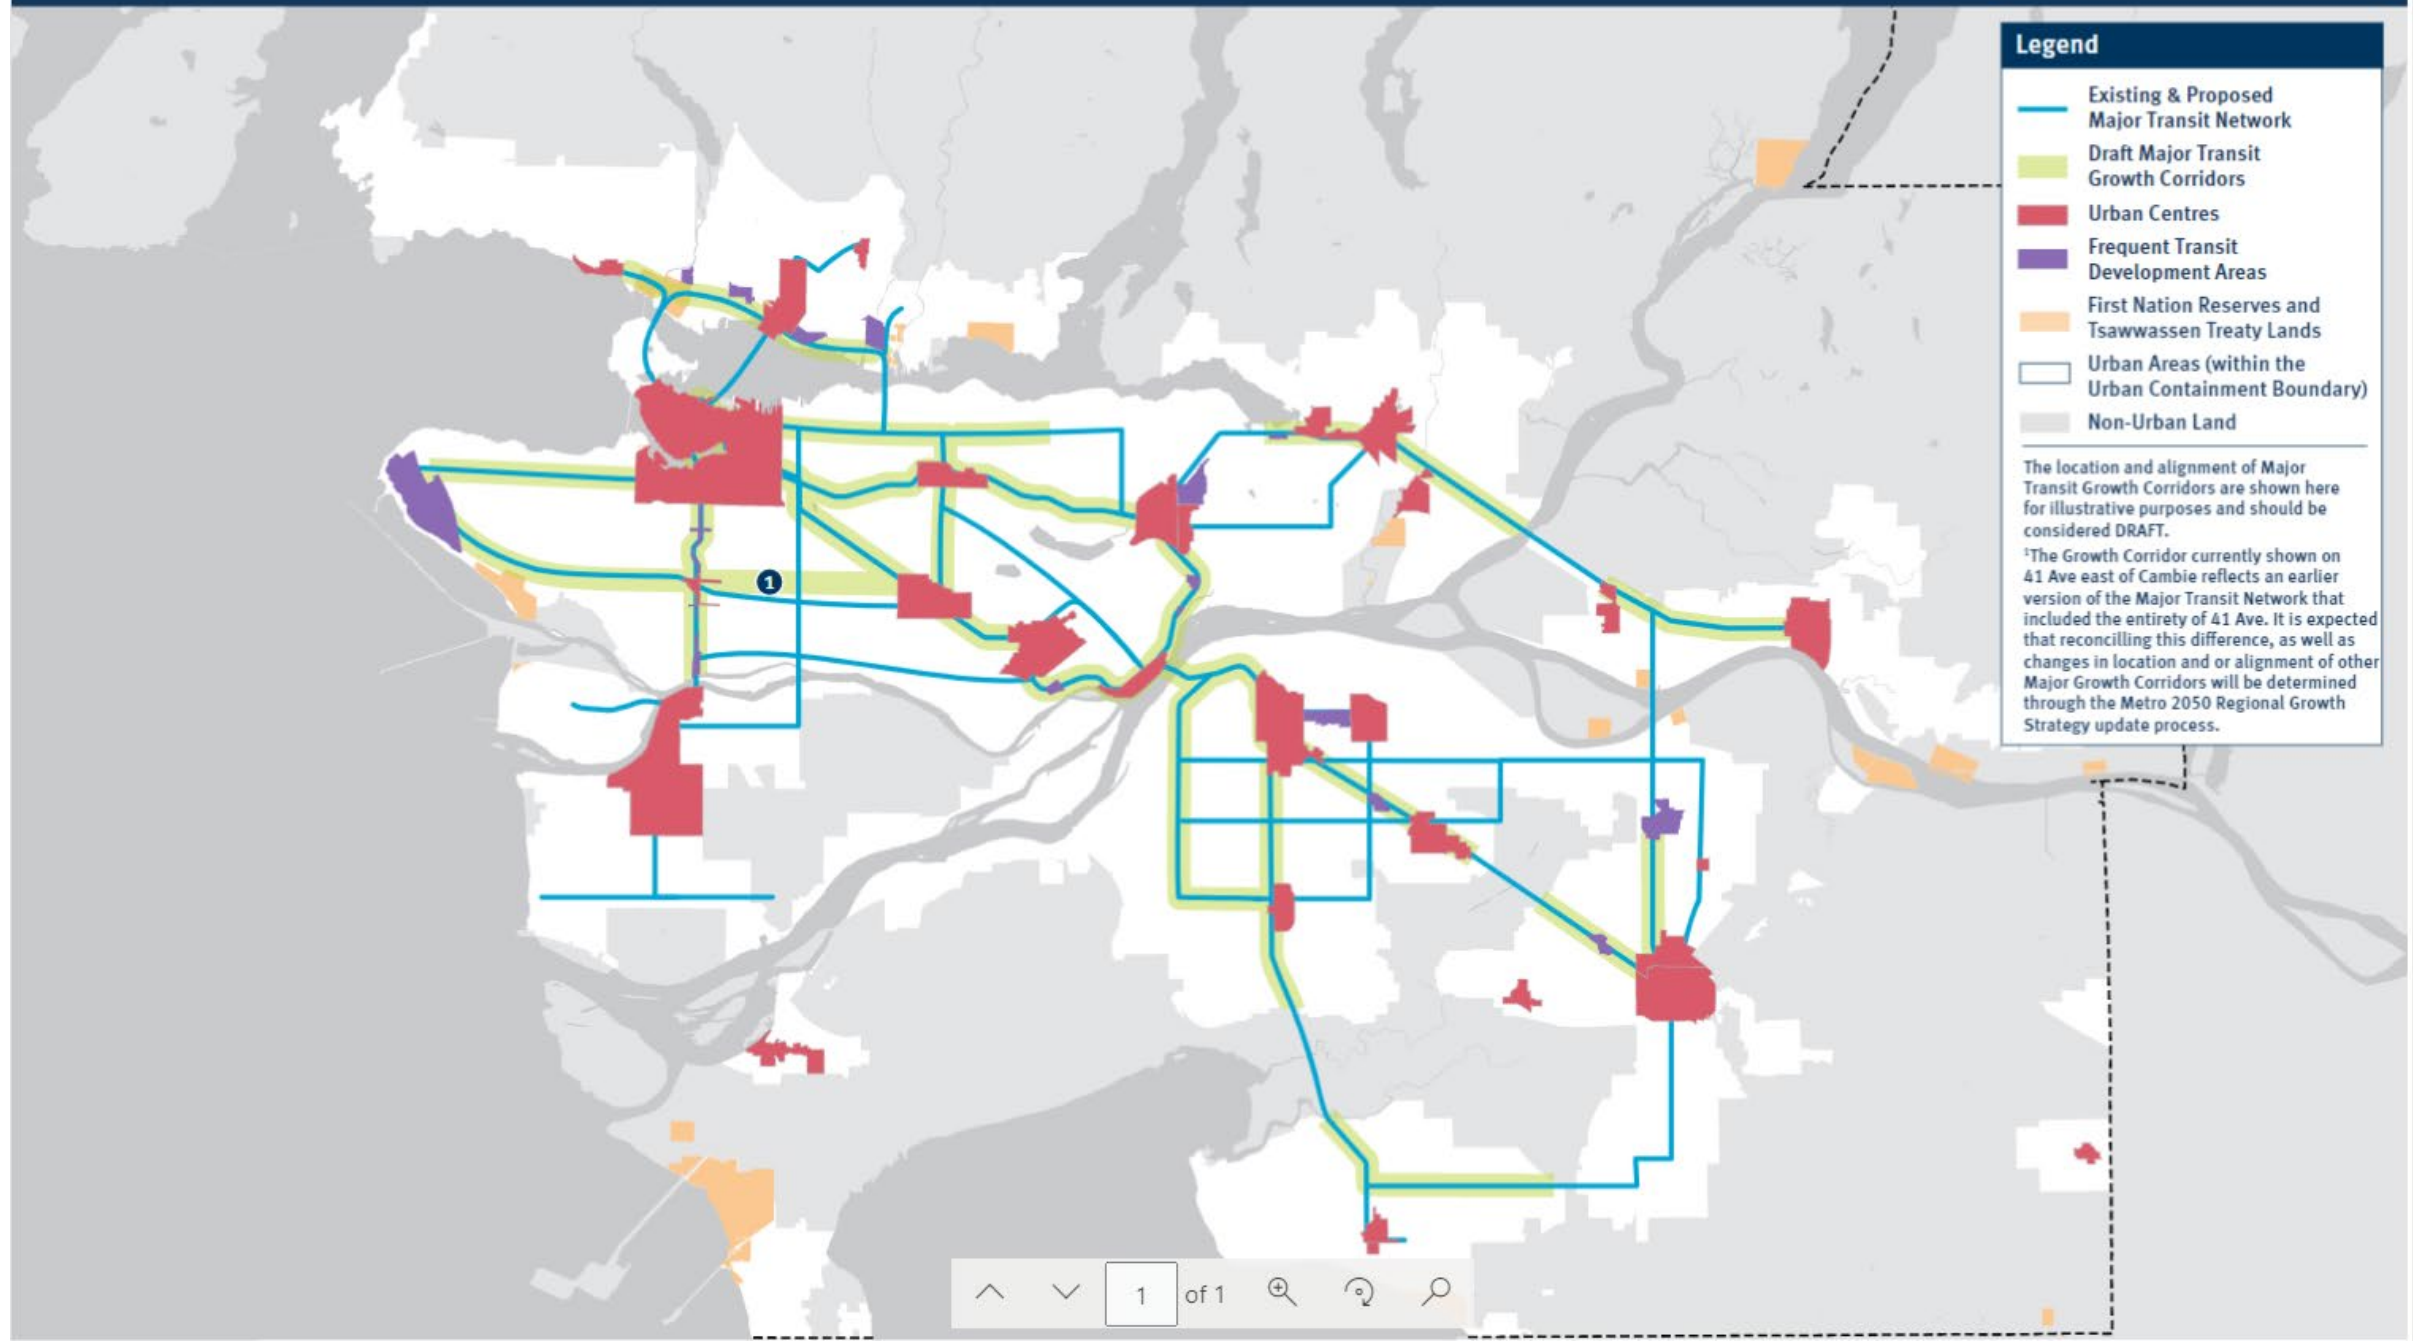 Legend
Existing & Proposed
Major Transit Network
Draft Major Transit
Growth Corridors
Urban Centres
Frequent Transit
Development Areas
First Nation Reserves and
Tsawwassen Treaty Lands
Urban Areas (within the
Urban Containment Boundary)
Non-Urban Land
The location and alignment of Major
Transit Growth Corridors are shown here
for illustrative purposes and should be
considered DRAFT.
¹The Growth Corridor currently shown on
41 Ave east of Cambie reflects an earlier
version of the Major Transit Network that
included the entirety of 41 Ave. It is expected
that reconcilling this difference, as well as
changes in location and or alignment of other
Major Growth Corridors will be determined
through the Metro 2050 Regional Growth
Strategy update process.
1
1 of 1